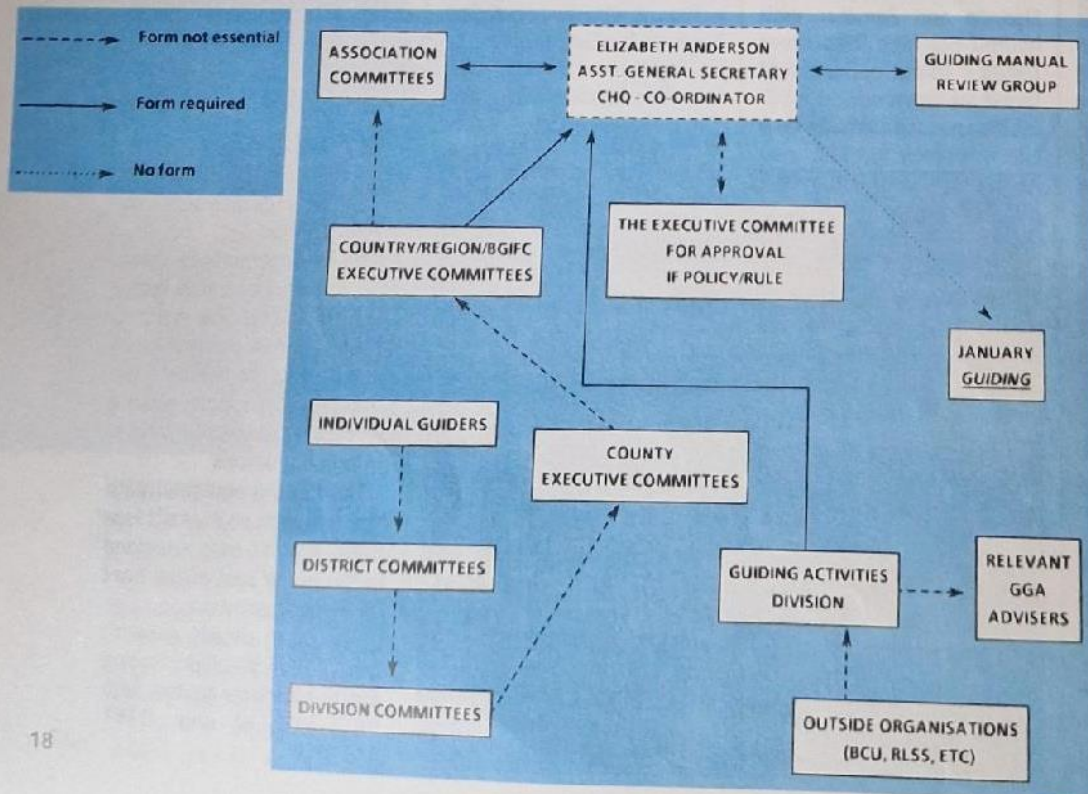 Form not essential
Form required
No form
ASSOCIATION
COMMITTEES
ELIZABETH ANDERSON
ASST. GENERAL SECRETARY
CHQ - CO-ORDINATOR
GUIDING MANUAL
REVIEW GROUP
COUNTRY/REGION/BGIFC
EXECUTIVE COMMITTEES
THE EXECUTIVE COMMITTEE
FOR APPROVAL
IF POLICY/RULE
JANUARY
GUIDING
INDIVIDUAL GUIDERS
COUNTY
EXECUTIVE COMMITTEES
DISTRICT COMMITTEES
GUIDING ACTIVITIES
DIVISION
RELEVANT
GGA
ADVISERS
DIVISION COMMITTEES
OUTSIDE ORGANISATIONS
(BCU, RLSS, ETC)
18